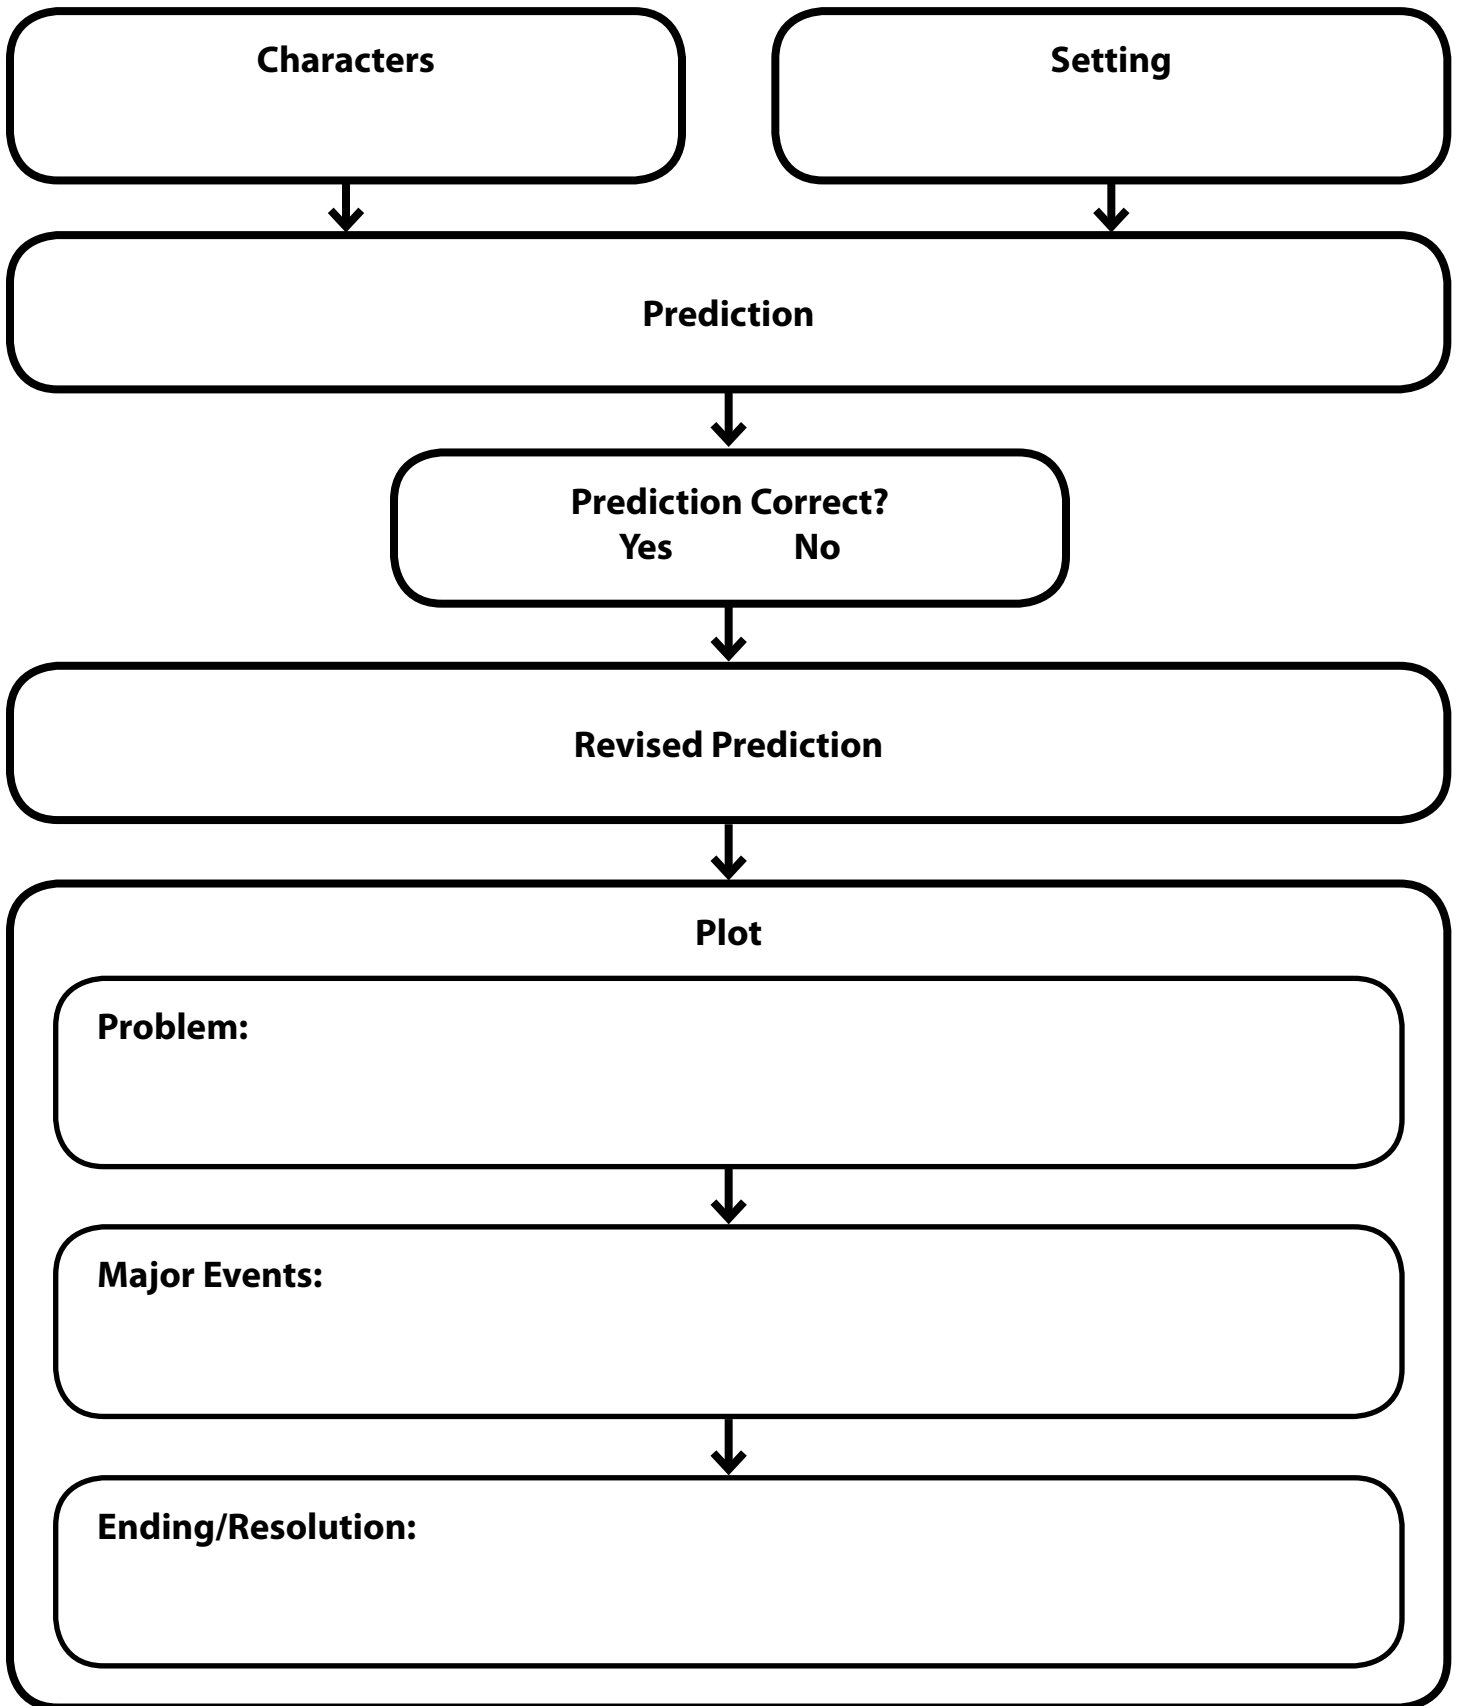 Characters
Setting
Prediction
Prediction Correct?
Yes No
Revised Prediction
Plot
Problem:
Major Events:
Ending/Resolution: